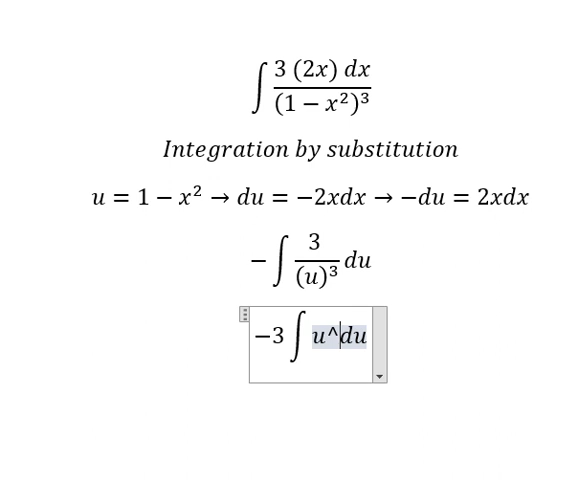 ∫ 3 (2x) dx / (1 − x²)³
Integration by substitution
u = 1 − x² → du = −2xdx → −du = 2xdx
− ∫ 3 / (u)³ du
−3 ∫ u^du